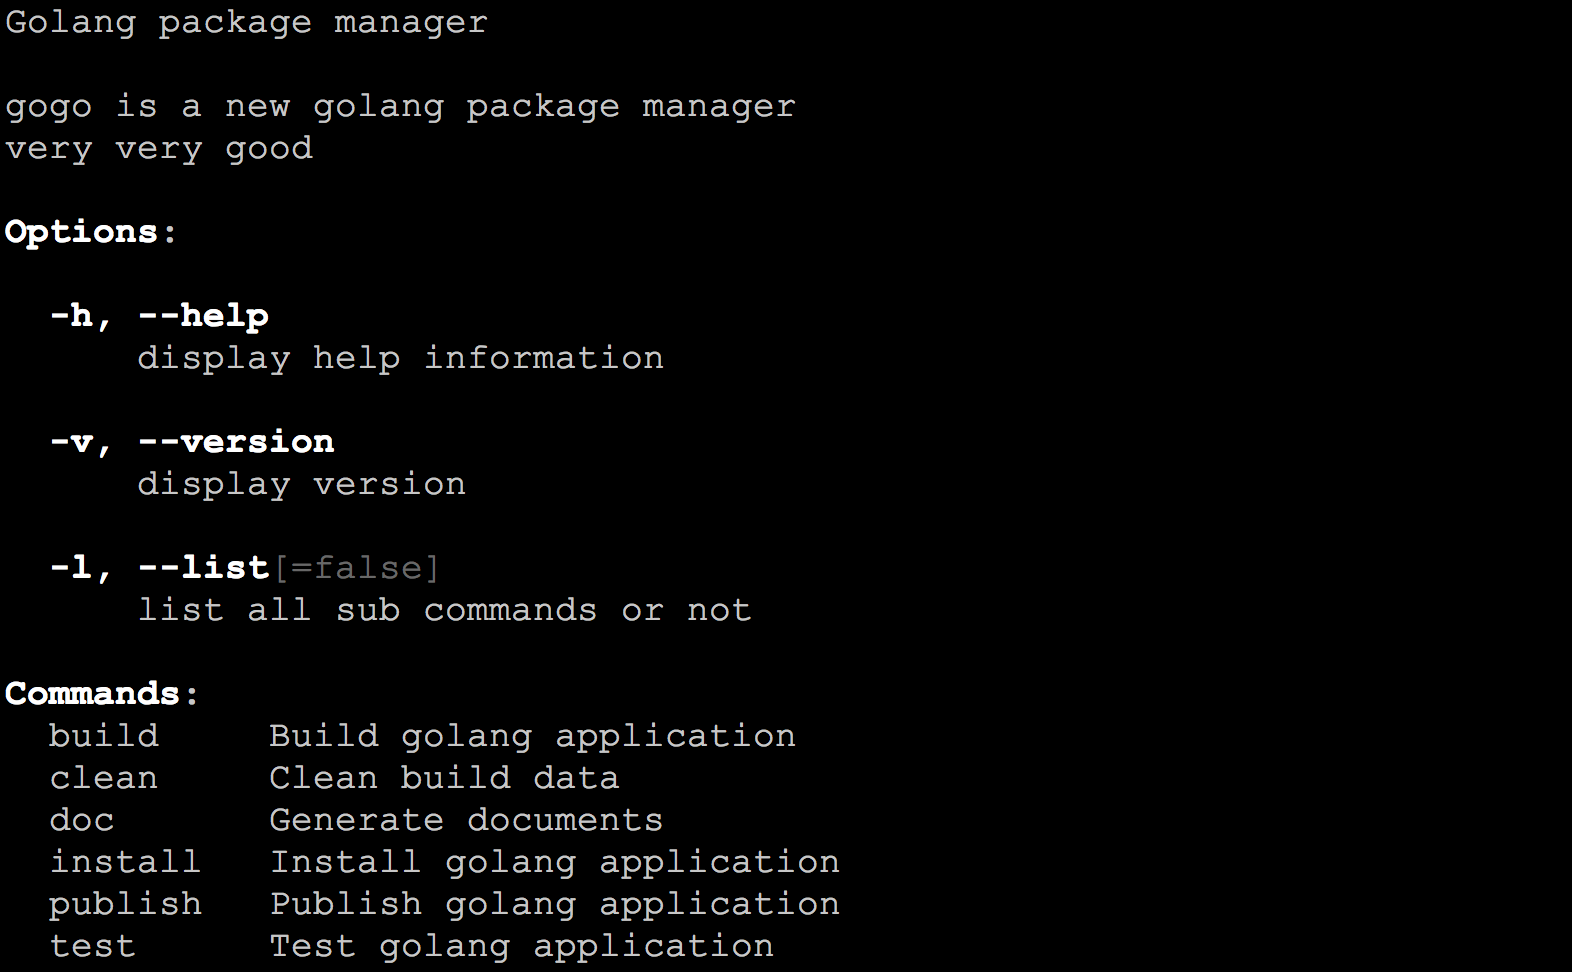 Golang package manager
gogo is a new golang package manager
very very good
Options:
-h, --help
display help information
-v, --version
display version
-l, --list[=false]
list all sub commands or not
Commands:
build Build golang application
clean Clean build data
doc Generate documents
install Install golang application
publish Publish golang application
test Test golang application